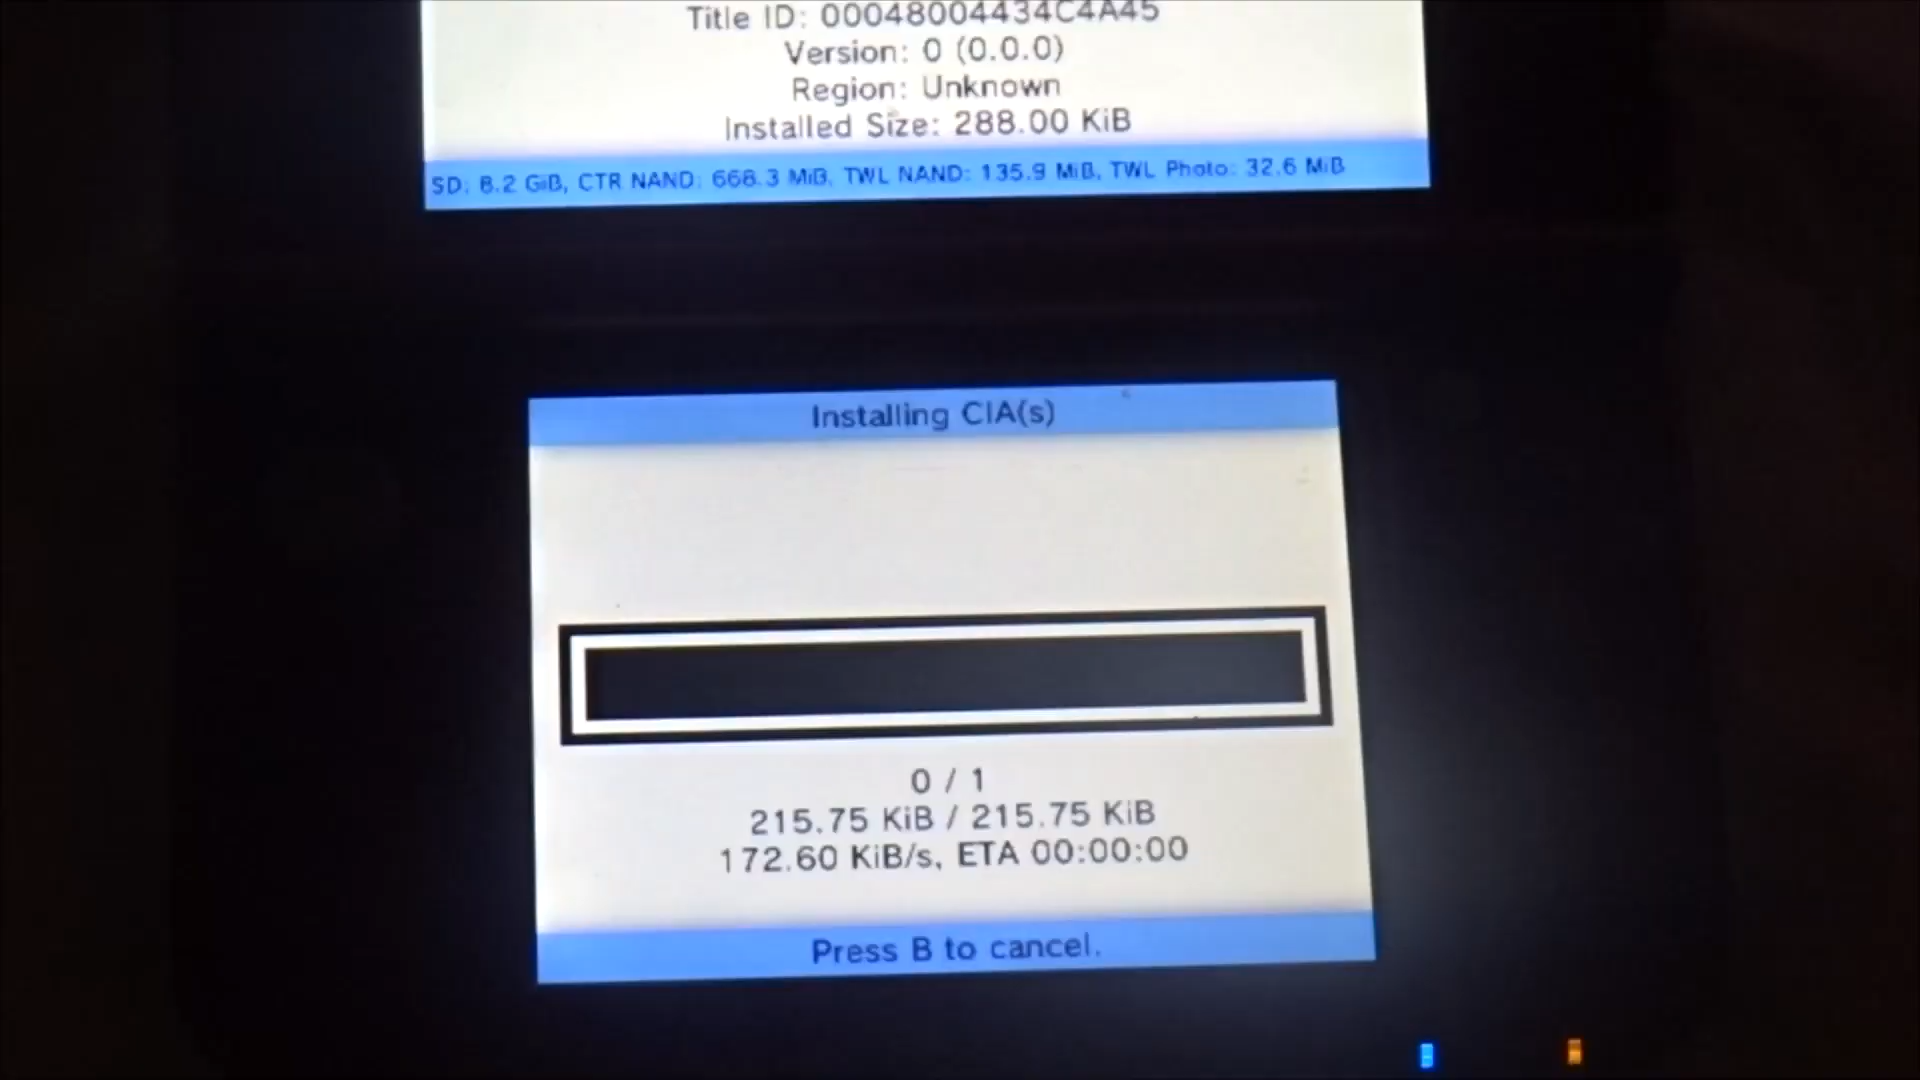 Title ID: 00048004434C4A45
Version: 0 (0.0.0)
Region: Unknown
Installed Size: 288.00 KiB
SD: 8.2 GiB, CTR NAND: 668.3 MiB, TWL NAND: 135.9 MiB, TWL Photo: 32.6 MiB
Installing CIA(s)
0 / 1
215.75 KiB / 215.75 KiB
172.60 KiB/s, ETA 00:00:00
Press B to cancel.